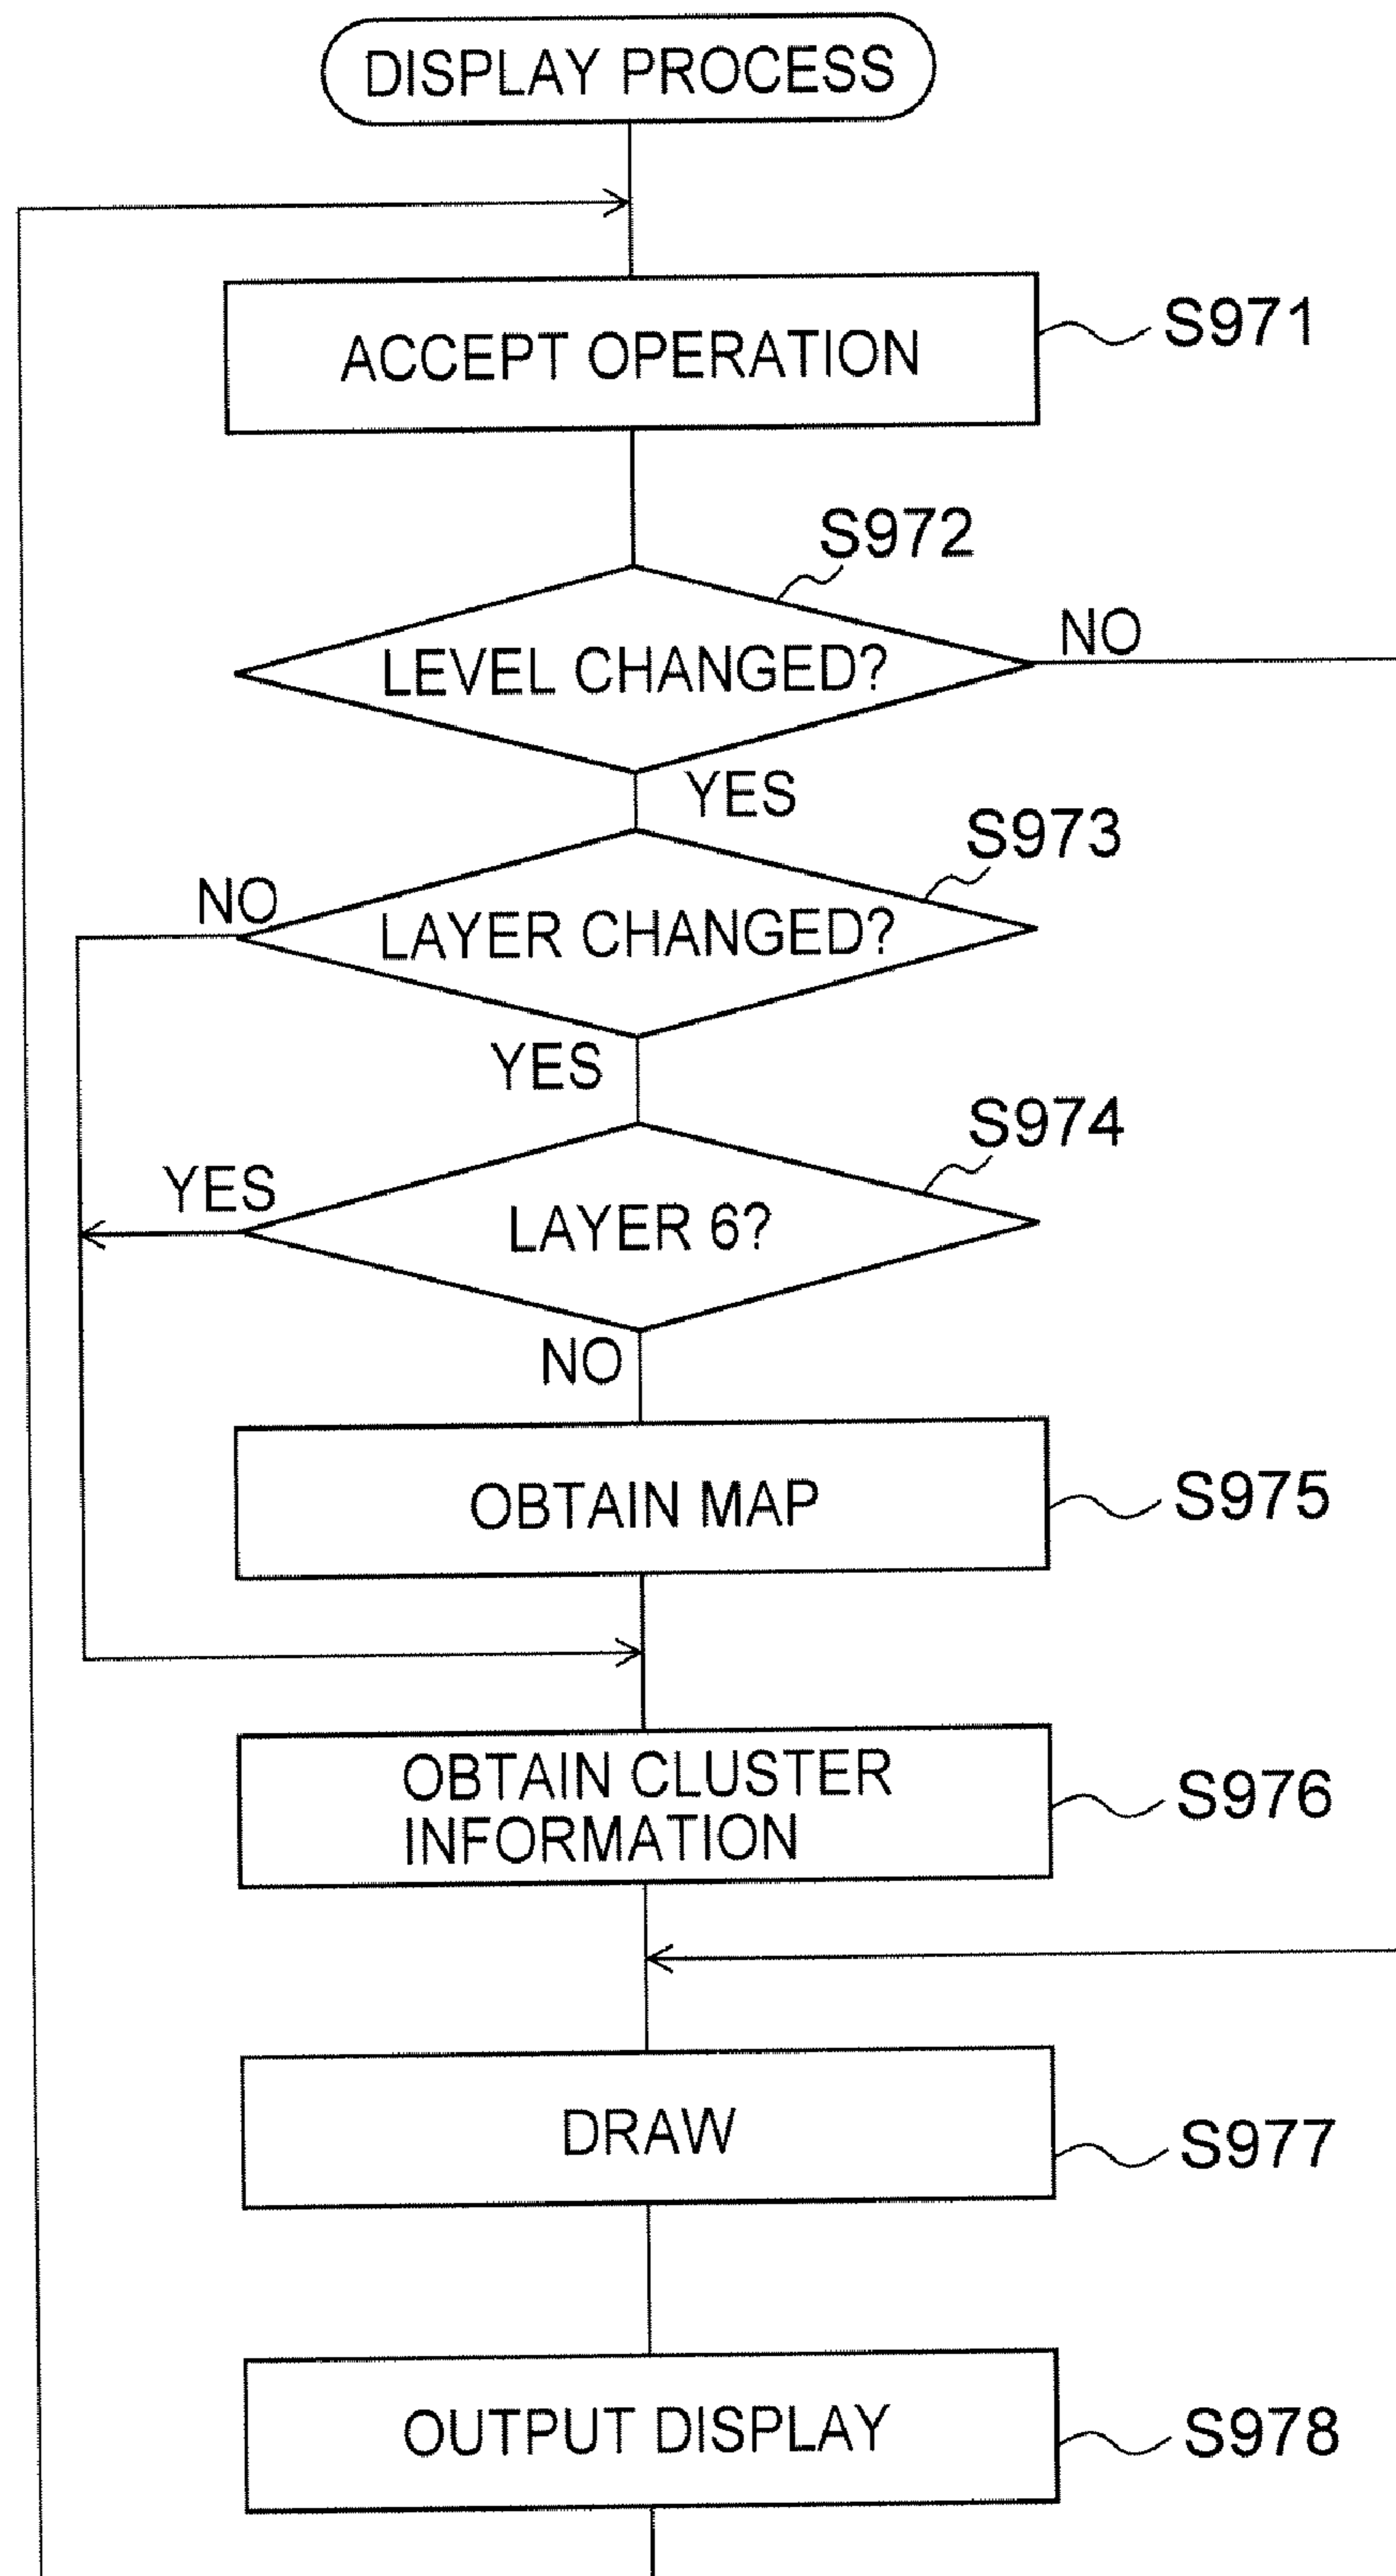 DISPLAY PROCESS
ACCEPT OPERATION
S971
S972
LEVEL CHANGED?
NO
YES
S973
NO
LAYER CHANGED?
YES
S974
YES
LAYER 6?
NO
OBTAIN MAP
S975
OBTAIN CLUSTER
INFORMATION
S976
DRAW
S977
OUTPUT DISPLAY
S978